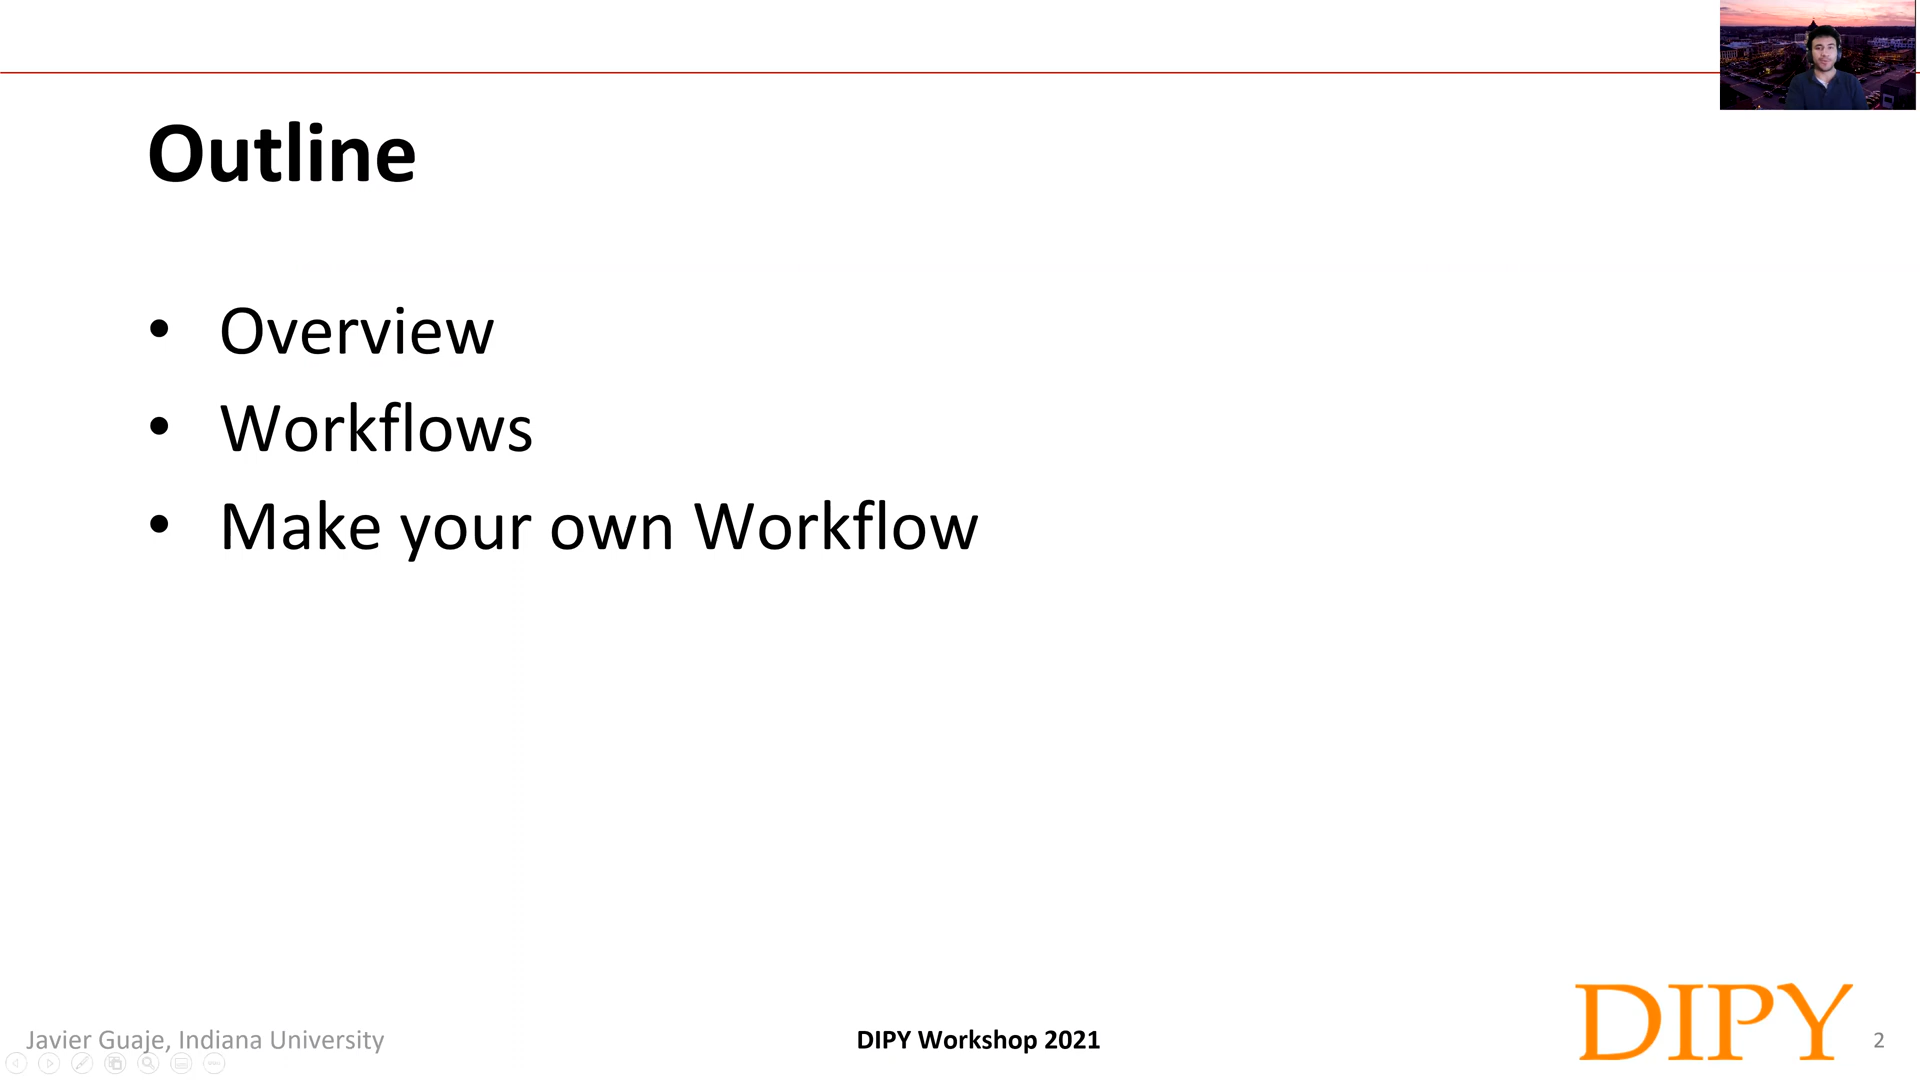 Outline
• Overview
• Workflows
• Make your own Workflow
Javier Guaje, Indiana University
DIPY Workshop 2021
DIPY
2